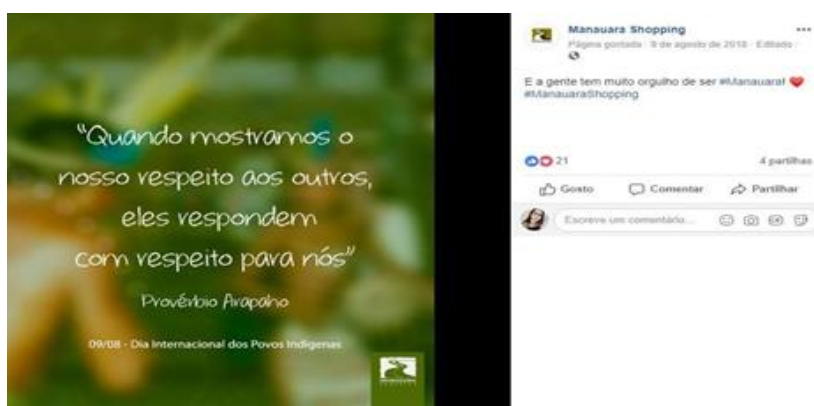 "Quando mostramos o
nosso respeito aos outros,
eles respondem
com respeito para nós"
Provérbio Arapaho
09/08 - Dia Internacional dos Povos Indígenas
Manauara Shopping
Página gostada · 9 de agosto de 2018 · Editado ·
E a gente tem muito orgulho de ser #Manauara!
#ManauaraShopping
21
4 partilhas
Gosto Comentar Partilhar
Escreve um comentário...